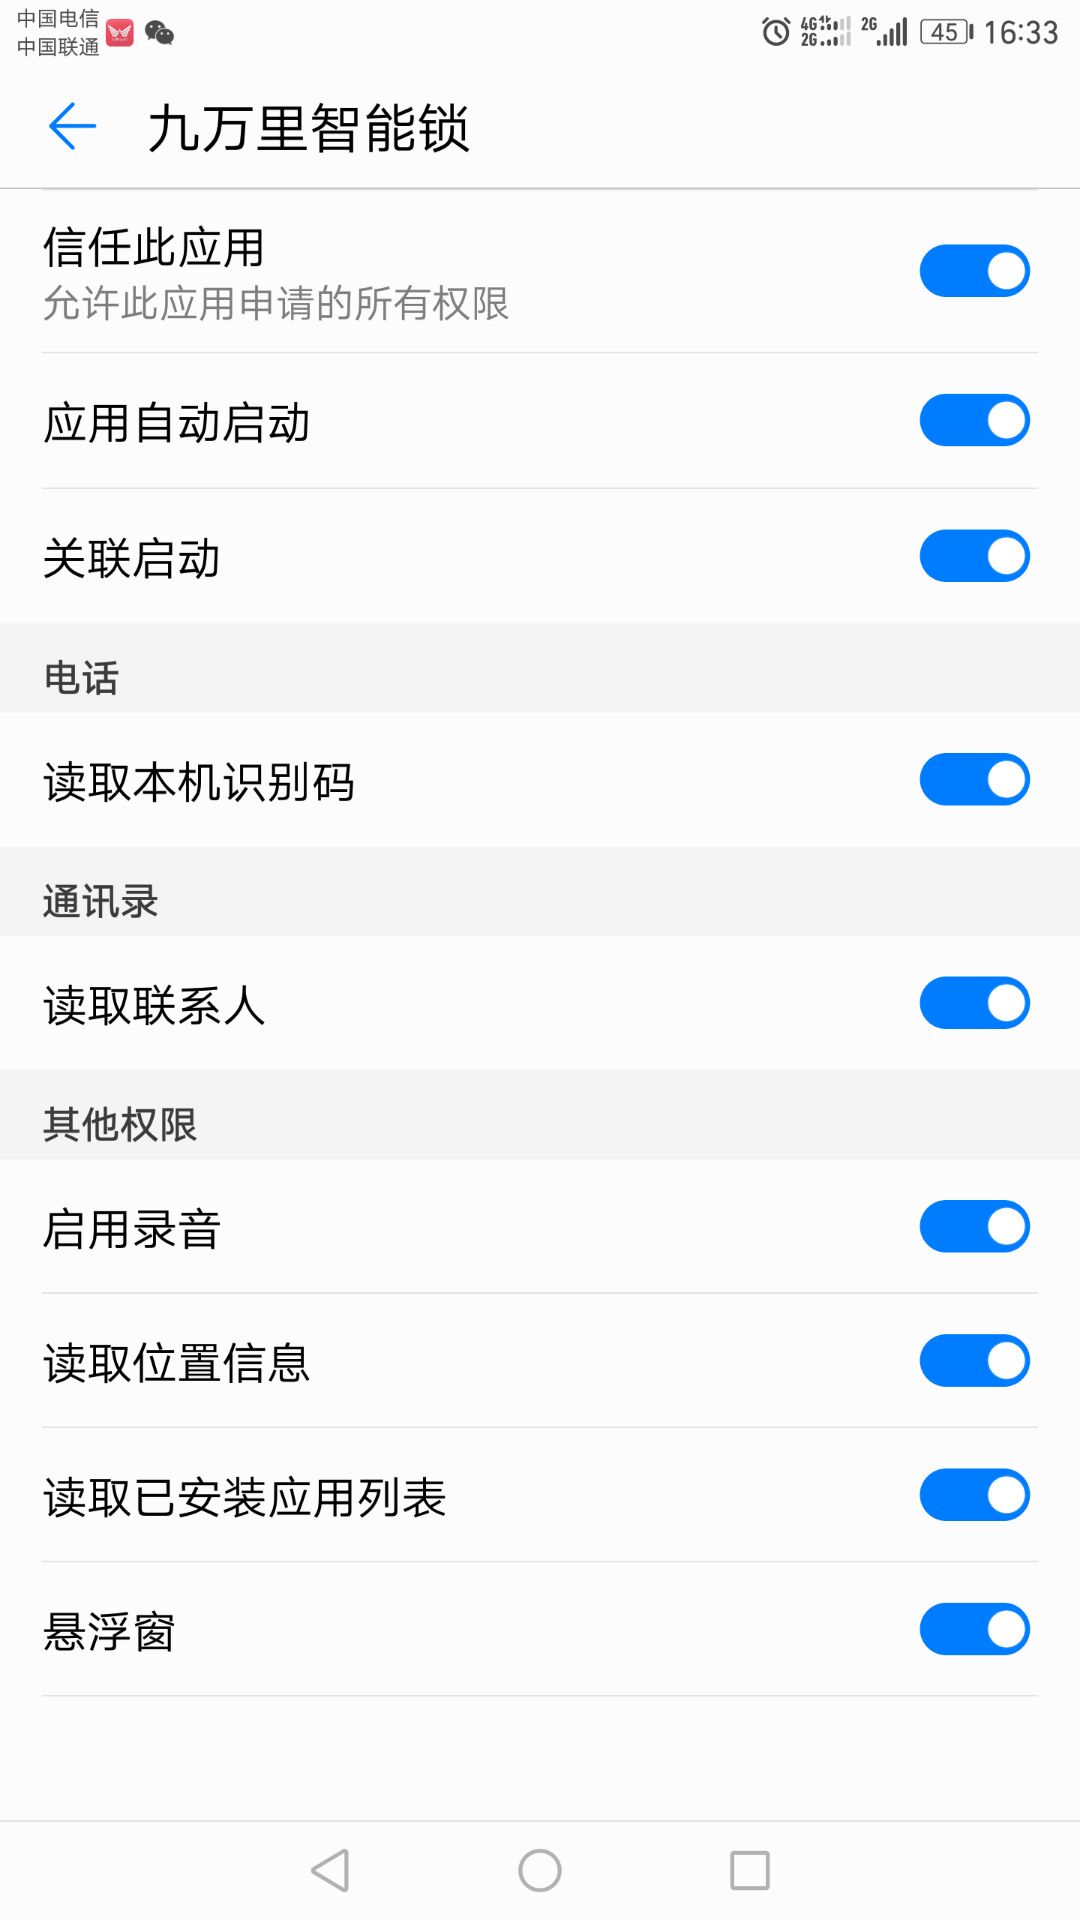 中国电信
中国联通
4G 2G 2G 45 16:33
九万里智能锁
信任此应用
允许此应用申请的所有权限
应用自动启动
关联启动
电话
读取本机识别码
通讯录
读取联系人
其他权限
启用录音
读取位置信息
读取已安装应用列表
悬浮窗